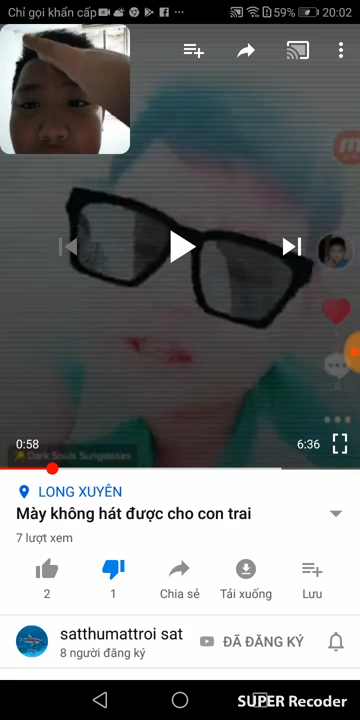 Chỉ gọi khẩn cấp
59% 20:02
Dark Souls Sunglasses
0:58
6:36
LONG XUYÊN
Mày không hát được cho con trai
7 lượt xem
2
1
Chia sẻ
Tải xuống
Lưu
satthumattroi sat
ĐÃ ĐĂNG KÝ
8 người đăng ký
SUPER Recoder